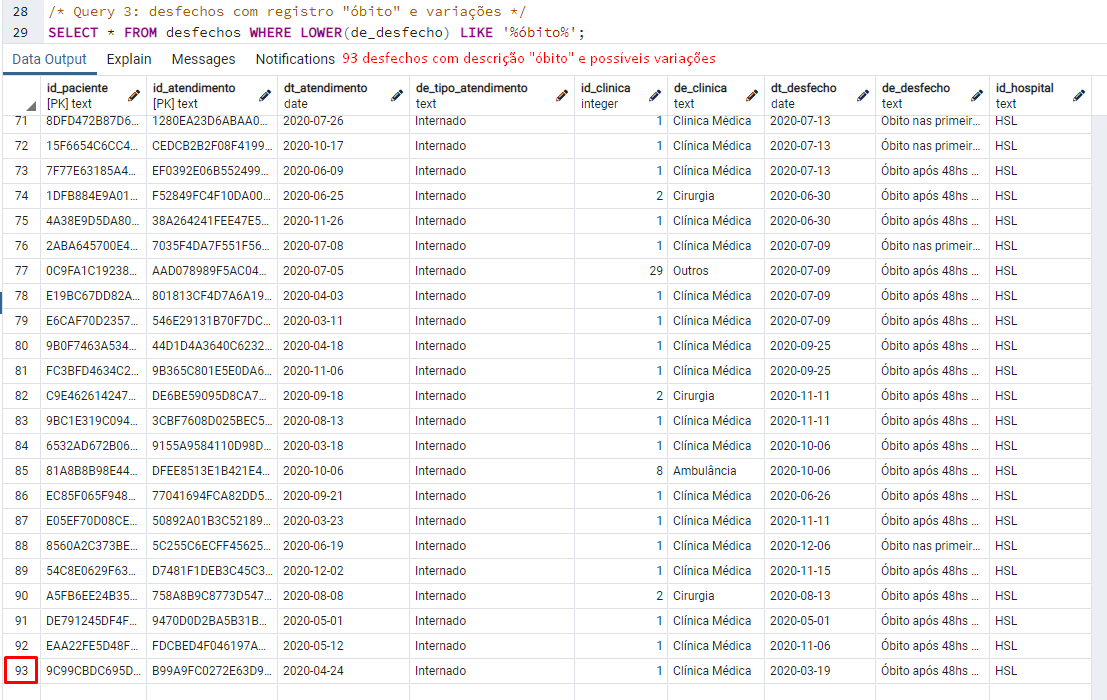 28 /* Query 3: desfechos com registro "óbito" e variações */
29 SELECT * FROM desfechos WHERE LOWER(de_desfecho) LIKE '%óbito%';
Data Output Explain Messages Notifications 93 desfechos com descrição "óbito" e possíveis variações
id_paciente id_atendimento dt_atendimento de_tipo_atendimento id_clinica de_clinica dt_desfecho de_desfecho id_hospital
[PK] text [PK] text date text integer text date text text
71 8DFD472B87D6... 1280EA23D6ABAA0... 2020-07-26 Internado 1 Clínica Médica 2020-07-13 Óbito nas primeir... HSL
72 15F6654C6CC4... CEDCB2B2F08F4199... 2020-10-17 Internado 1 Clínica Médica 2020-07-13 Óbito nas primeir... HSL
73 7F77E63185A4... EF0392E06B552499... 2020-06-09 Internado 1 Clínica Médica 2020-07-13 Óbito após 48hs ... HSL
74 1DFB884E9A01... F52849FC4F10DA00... 2020-06-25 Internado 2 Cirurgia 2020-06-30 Óbito após 48hs ... HSL
75 4A38E9D5DA80... 38A264241FEE47E5... 2020-11-26 Internado 1 Clínica Médica 2020-06-30 Óbito após 48hs ... HSL
76 2ABA645700E4... 7035F4DA7F551F56... 2020-07-08 Internado 1 Clínica Médica 2020-07-09 Óbito nas primeir... HSL
77 0C9FA1C19238... AAD078989F5AC04... 2020-07-05 Internado 29 Outros 2020-07-09 Óbito após 48hs ... HSL
78 E19BC67DD82A... 801813CF4D7A6A19... 2020-04-03 Internado 1 Clínica Médica 2020-07-09 Óbito após 48hs ... HSL
79 E6CAF70D2357... 546E29131B70F7DC... 2020-03-11 Internado 1 Clínica Médica 2020-07-09 Óbito após 48hs ... HSL
80 9B0F7463A534... 44D1D4A3640C6232... 2020-04-18 Internado 1 Clínica Médica 2020-09-25 Óbito após 48hs ... HSL
81 FC3BFD4634C2... 9B365C801E5E0DA6... 2020-11-06 Internado 1 Clínica Médica 2020-09-25 Óbito após 48hs ... HSL
82 C9E462614247... DE6BE59095D8CA7... 2020-09-18 Internado 2 Cirurgia 2020-11-11 Óbito após 48hs ... HSL
83 9BC1E319C094... 3CBF7608D025BEC5... 2020-08-13 Internado 1 Clínica Médica 2020-11-11 Óbito após 48hs ... HSL
84 6532AD672B06... 9155A9584110D98D... 2020-03-18 Internado 1 Clínica Médica 2020-10-06 Óbito após 48hs ... HSL
85 81A8B8B98E44... DFEE8513E1B421E4... 2020-10-06 Internado 8 Ambulância 2020-10-06 Óbito após 48hs ... HSL
86 EC85F065F948... 77041694FCA82DD5... 2020-09-21 Internado 1 Clínica Médica 2020-06-26 Óbito após 48hs ... HSL
87 E05EF70D08CE... 50892A01B3C52189... 2020-03-23 Internado 1 Clínica Médica 2020-11-11 Óbito após 48hs ... HSL
88 8560A2C373BE... 5C255C6ECFF45625... 2020-06-19 Internado 1 Clínica Médica 2020-12-06 Óbito nas primeir... HSL
89 54C8E0629F63... D7481F1DEB3C45C3... 2020-12-02 Internado 1 Clínica Médica 2020-11-15 Óbito após 48hs ... HSL
90 A5FB6EE24B35... 758A8B9C8773D547... 2020-08-08 Internado 2 Cirurgia 2020-08-13 Óbito após 48hs ... HSL
91 DE791245DF4F... 9470D0D2BA5B31B... 2020-05-01 Internado 1 Clínica Médica 2020-05-01 Óbito após 48hs ... HSL
92 EAA22FE5D48F... FDCBED4F046197A... 2020-05-12 Internado 1 Clínica Médica 2020-11-06 Óbito após 48hs ... HSL
93 9C99CBDC695D... B99A9FC0272E63D9... 2020-04-24 Internado 1 Clínica Médica 2020-03-19 Óbito após 48hs ... HSL